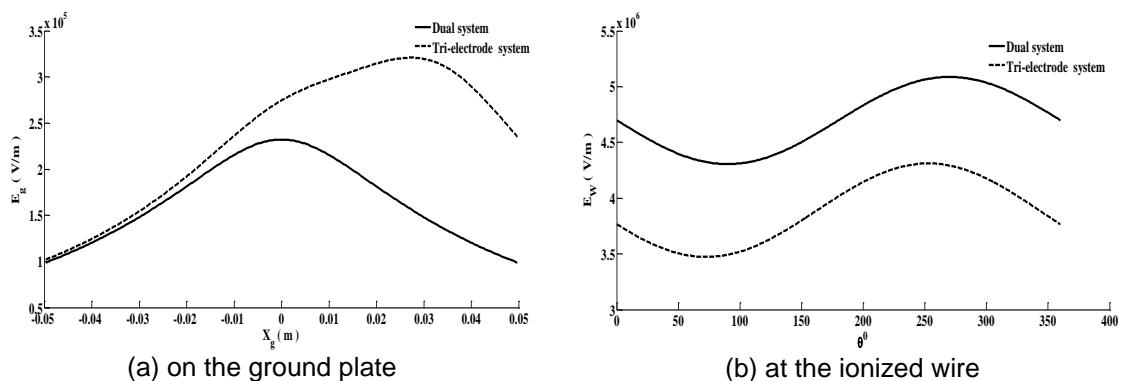 x 10^5
3.5
3
2.5
2
1.5
1
0.5
E_g ( V/m )
-0.05 -0.04 -0.03 -0.02 -0.01 0 0.01 0.02 0.03 0.04 0.05
X_g ( m )
Dual system
Tri-electrode system
(a) on the ground plate
x 10^6
5.5
5
4.5
4
3.5
3
E_W ( V/m )
0 50 100 150 200 250 300 350 400
θ^0
Dual system
Tri-electrode system
(b) at the ionized wire